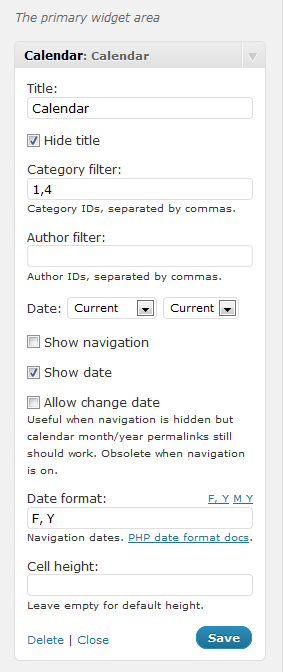 The primary widget area
Calendar: Calendar
Title:
Calendar
Hide title
Category filter:
1,4
Category IDs, separated by commas.
Author filter:
Author IDs, separated by commas.
Date: Current Current
Show navigation
Show date
Allow change date
Useful when navigation is hidden but
calendar month/year permalinks still
should work. Obsolete when navigation
is on.
Date format: F, Y M Y
F, Y
Navigation dates. PHP date format docs.
Cell height:
Leave empty for default height.
Delete | Close Save